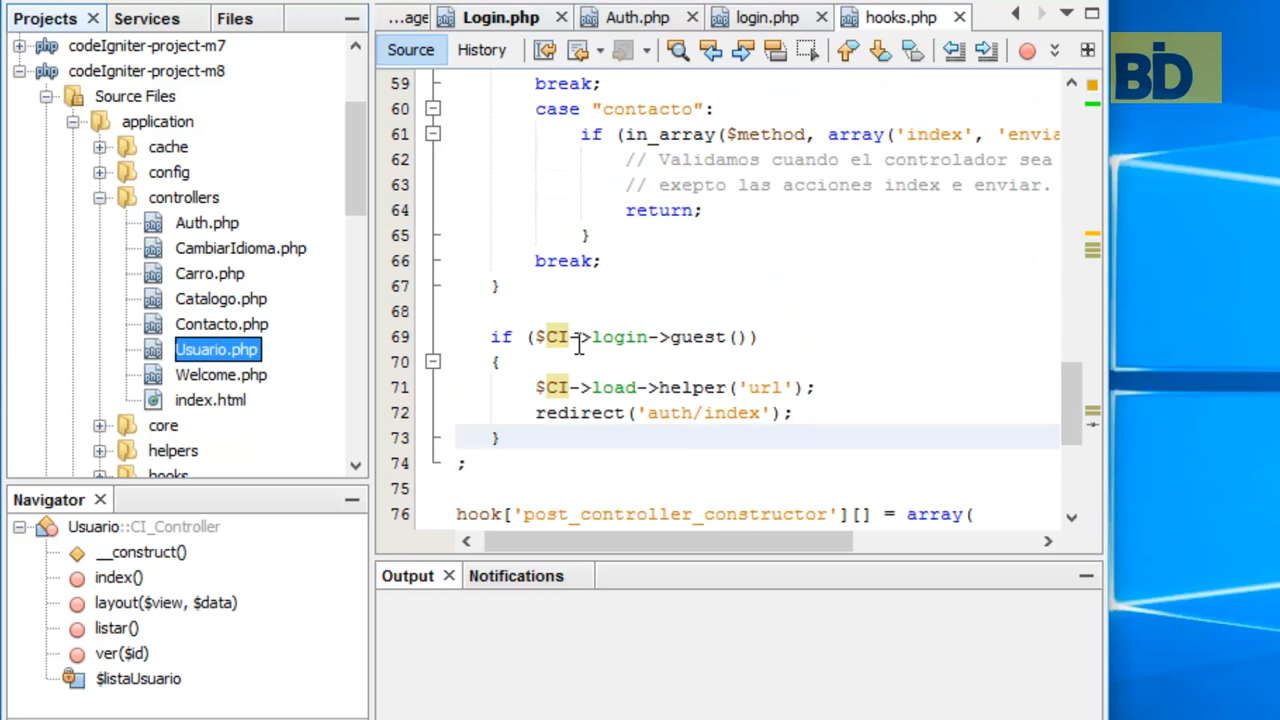 Projects
Services
Files
codeIgniter-project-m7
codeIgniter-project-m8
Source Files
application
cache
config
controllers
Auth.php
CambiarIdioma.php
Carro.php
Catalogo.php
Contacto.php
Usuario.php
Welcome.php
index.html
core
helpers
hooks
Navigator
Usuario::CI_Controller
__construct()
index()
layout($view, $data)
listar()
ver($id)
$listaUsuario
...age
Login.php
Auth.php
login.php
hooks.php
Source
History
59 break;
60 case "contacto":
61 if (in_array($method, array('index', 'envia
62 // Validamos cuando el controlador sea
63 // exepto las acciones index e enviar.
64 return;
65 }
66 break;
67 }
68
69 if ($CI->login->guest())
70 {
71 $CI->load->helper('url');
72 redirect('auth/index');
73 }
74 ;
75
76 hook['post_controller_constructor'][] = array(
Output
Notifications
BD